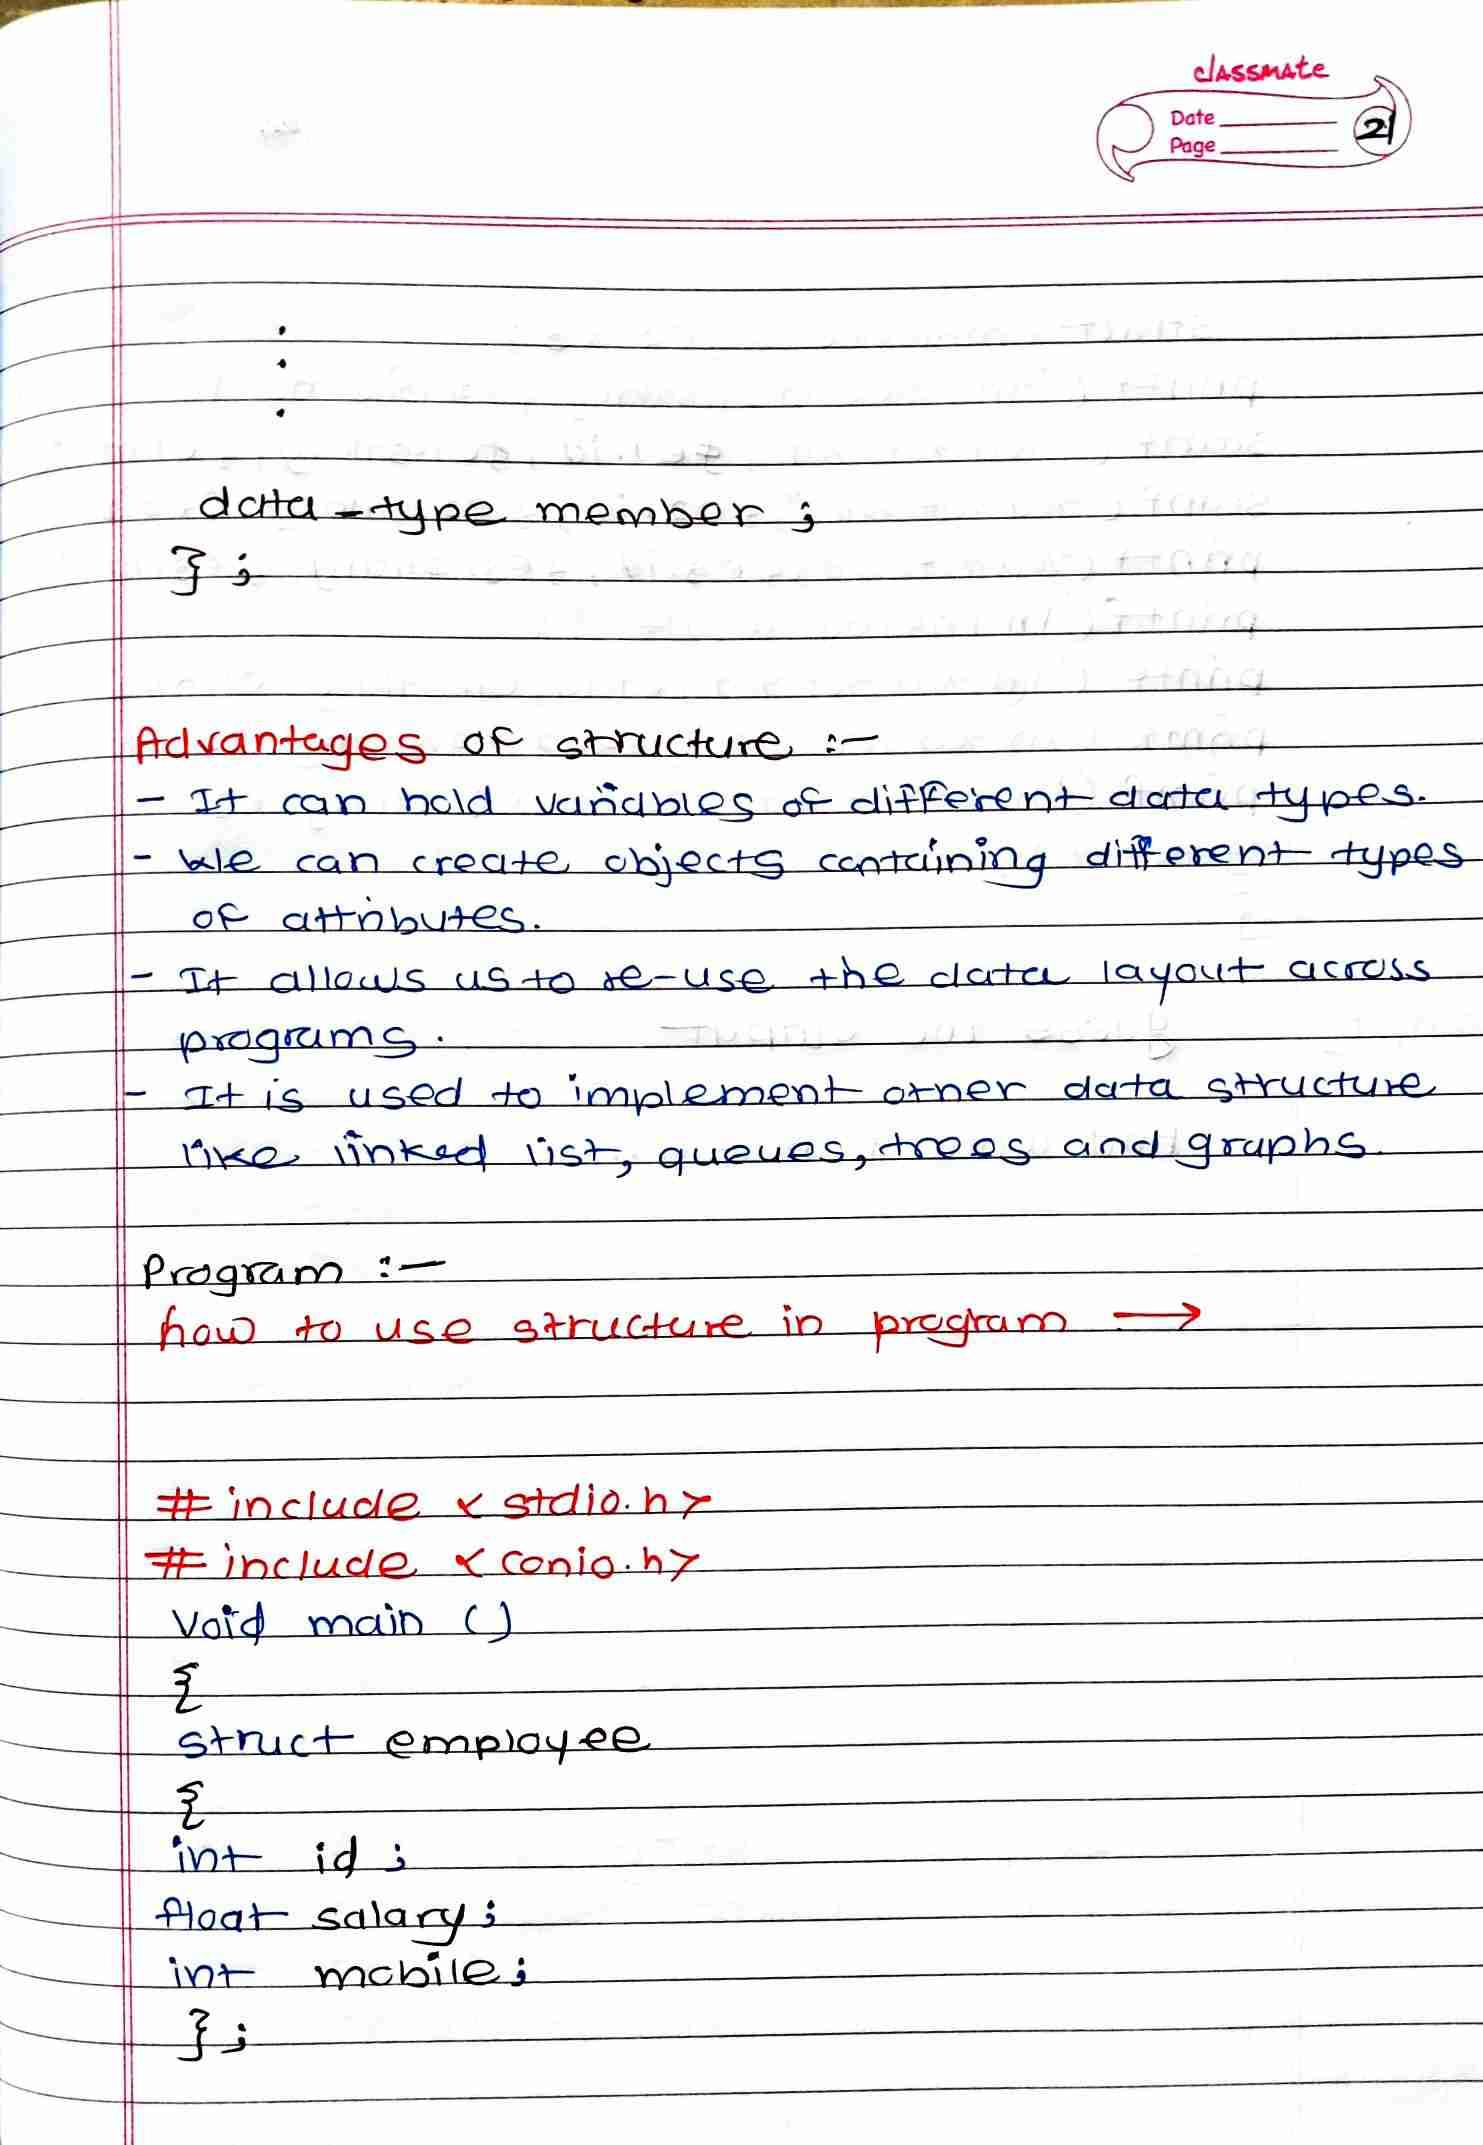 classmate
Date
Page
21
.
.
.
data-type member ;
} ;
Advantages of structure :-
- It can hold variables of different data types.
- We can create objects containing different types
of attributes.
- It allows us to re-use the data layout across
programs.
- It is used to implement other data structure
like linked list, queues, trees and graphs.
Program :-
how to use structure in program →
# include < stdio.h>
# include < conio.h>
void main ()
{
struct employee
{
int id ;
float salary ;
int mobile ;
} ;